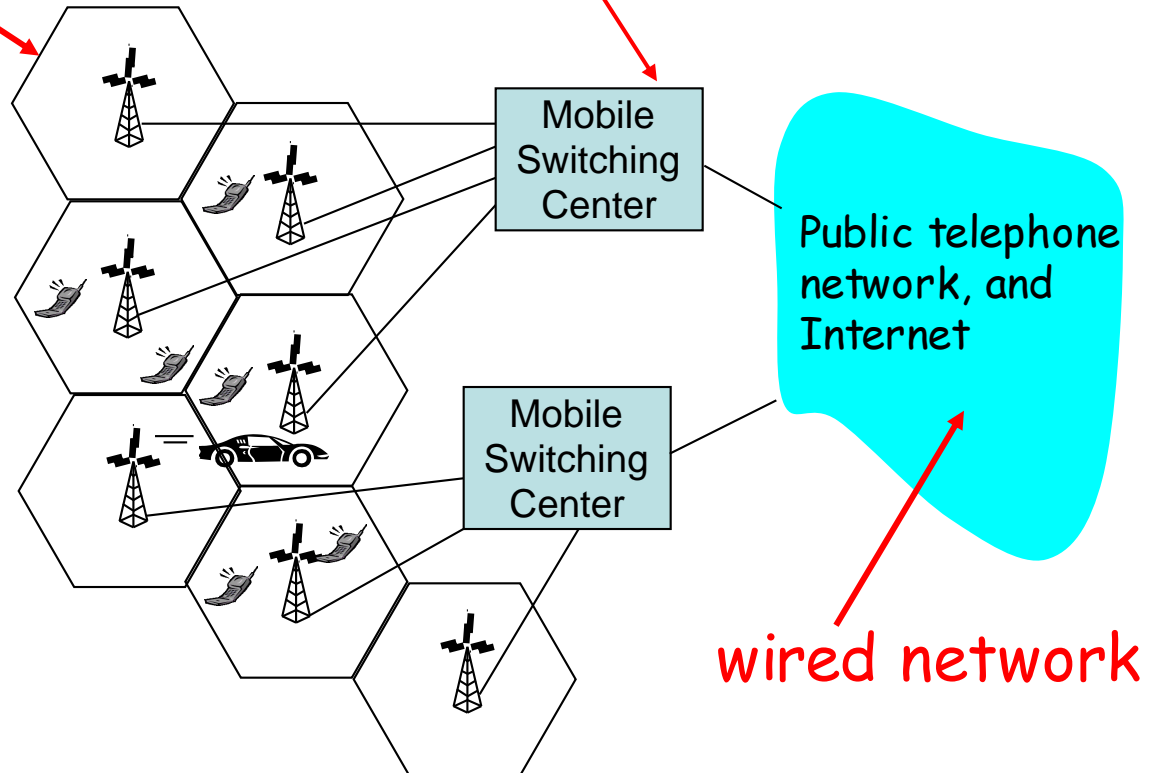 Mobile
Switching
Center
Public telephone
network, and
Internet
Mobile
Switching
Center
wired network